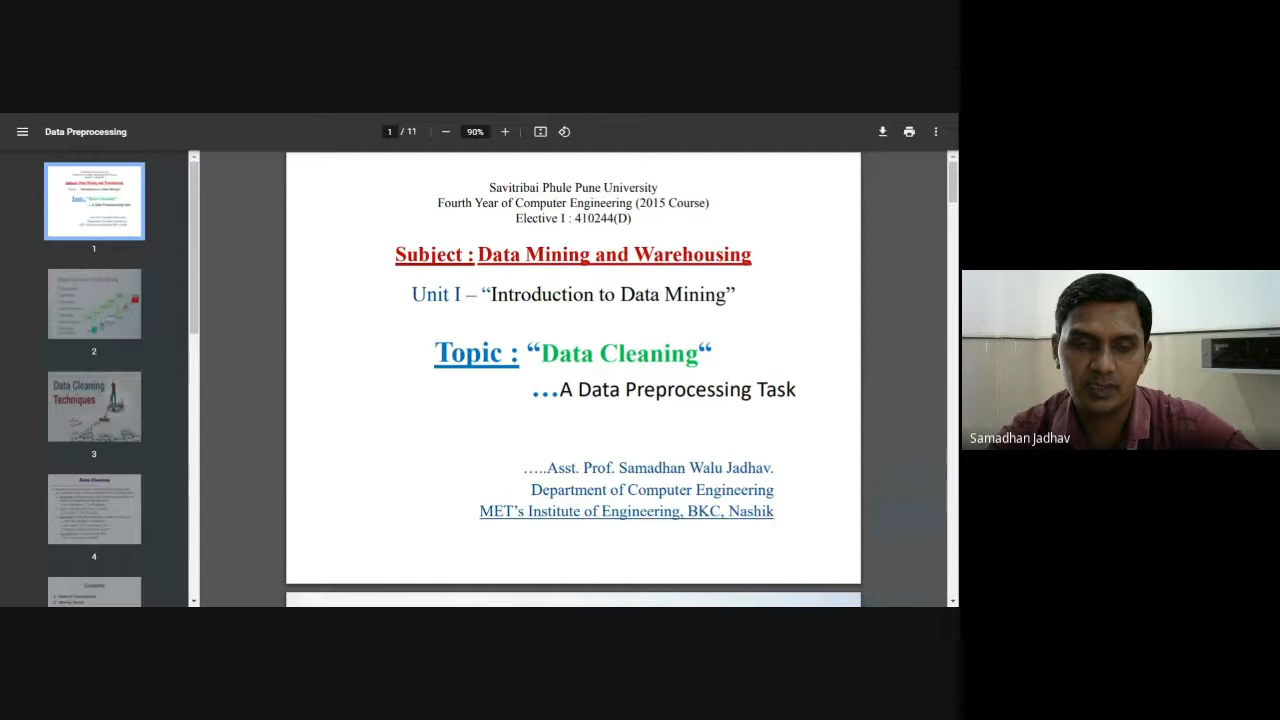 Data Preprocessing
1 / 11
90%
Savitribai Phule Pune University
Fourth Year of Computer Engineering (2015 Course)
Elective I : 410244(D)
Subject : Data Mining and Warehousing
Unit I – “Introduction to Data Mining”
Topic : “Data Cleaning“
…A Data Preprocessing Task
…..Asst. Prof. Samadhan Walu Jadhav.
Department of Computer Engineering
MET’s Institute of Engineering, BKC, Nashik
1
2
Data Cleaning
Techniques
3
Data Cleaning
4
Contents
Samadhan Jadhav